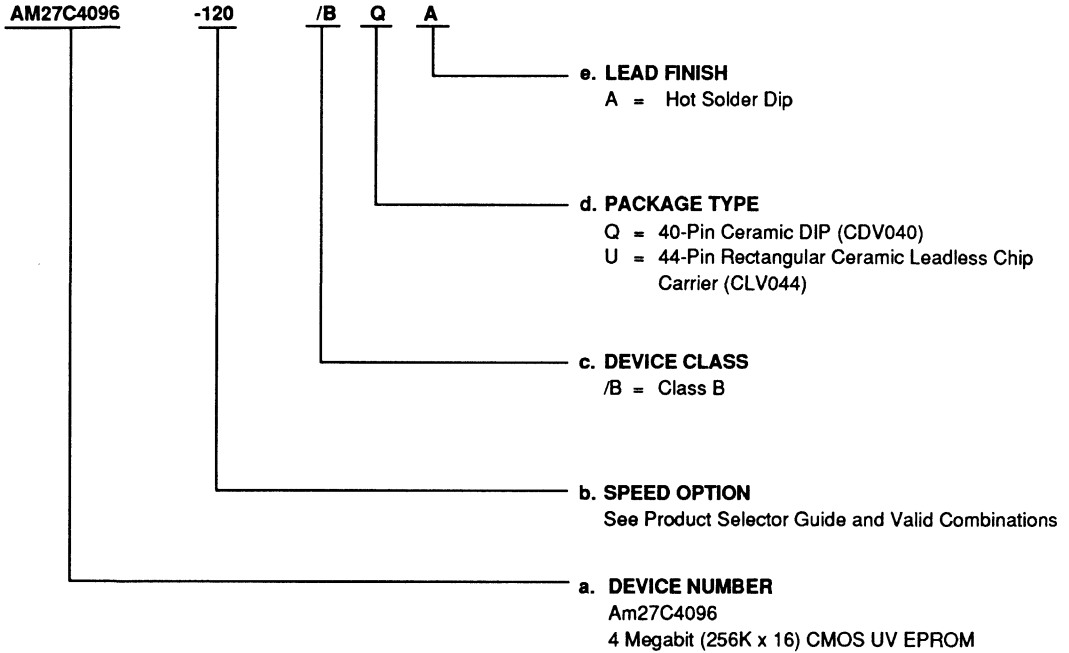 AM27C4096 -120 /B Q A
e. LEAD FINISH
A = Hot Solder Dip
d. PACKAGE TYPE
Q = 40-Pin Ceramic DIP (CDV040)
U = 44-Pin Rectangular Ceramic Leadless Chip
Carrier (CLV044)
c. DEVICE CLASS
/B = Class B
b. SPEED OPTION
See Product Selector Guide and Valid Combinations
a. DEVICE NUMBER
Am27C4096
4 Megabit (256K x 16) CMOS UV EPROM